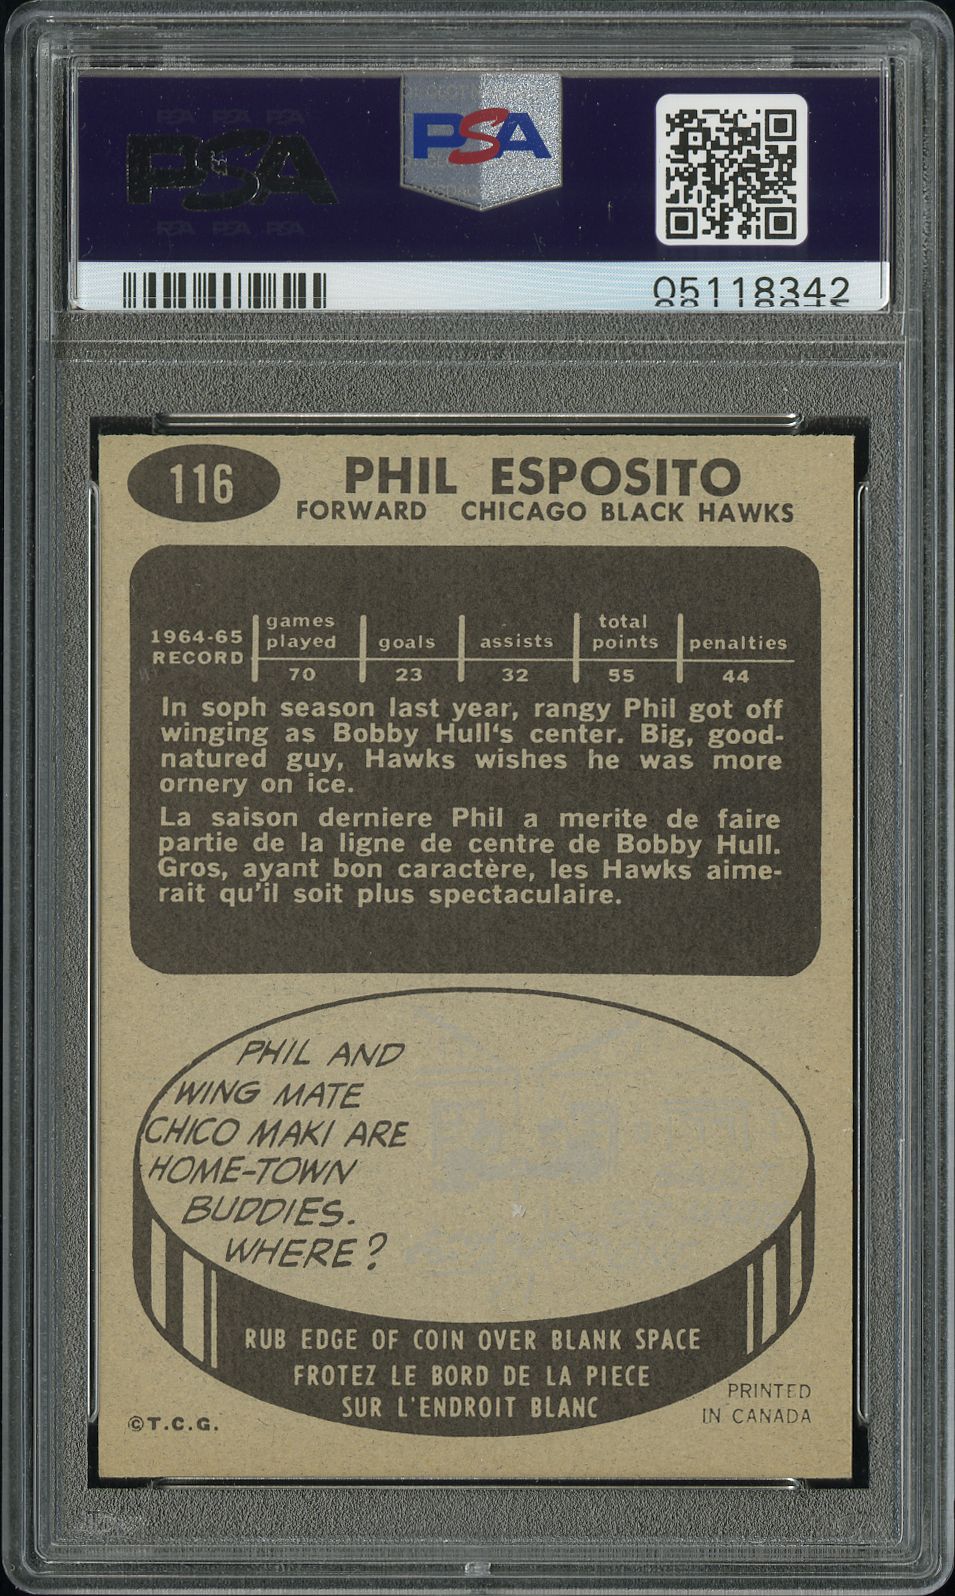 PSA
PSA
05118342
116
PHIL ESPOSITO
FORWARD CHICAGO BLACK HAWKS
1964-65 RECORD
games played goals assists total points penalties
70 23 32 55 44
In soph season last year, rangy Phil got off
winging as Bobby Hull's center. Big, good-
natured guy, Hawks wishes he was more
ornery on ice.
La saison derniere Phil a merite de faire
partie de la ligne de centre de Bobby Hull.
Gros, ayant bon caractère, les Hawks aime-
rait qu'il soit plus spectaculaire.
PHIL AND
WING MATE
CHICO MAKI ARE
HOME-TOWN
BUDDIES.
WHERE?
RUB EDGE OF COIN OVER BLANK SPACE
FROTEZ LE BORD DE LA PIECE
SUR L'ENDROIT BLANC
©T.C.G.
PRINTED
IN CANADA